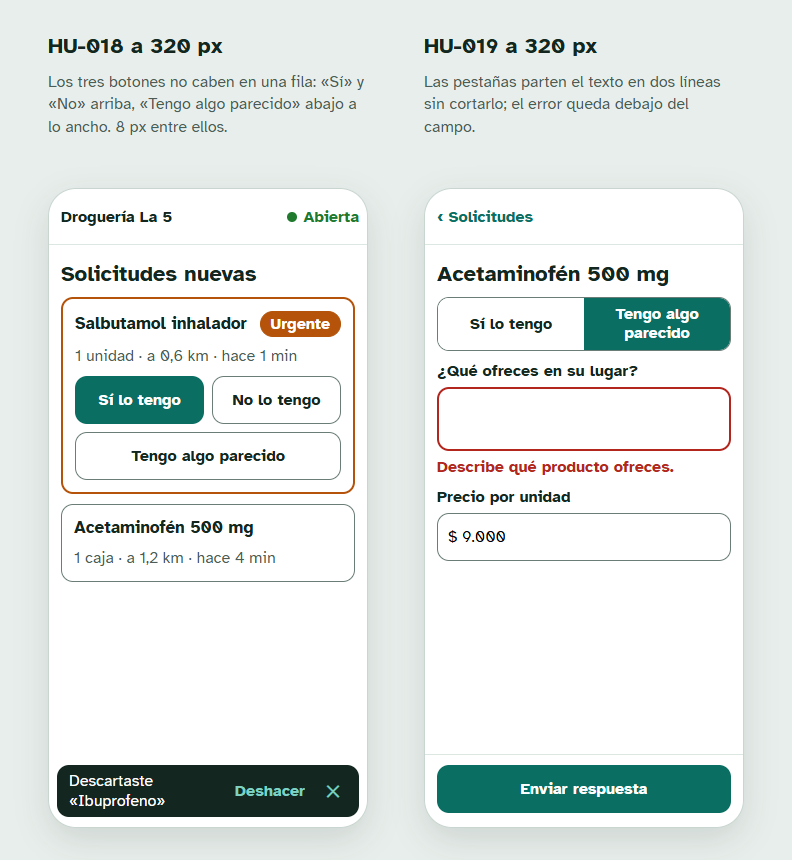 HU-018 a 320 px
Los tres botones no caben en una fila: «Sí» y
«No» arriba, «Tengo algo parecido» abajo a
lo ancho. 8 px entre ellos.
Droguería La 5
Abierta
Solicitudes nuevas
Salbutamol inhalador
Urgente
1 unidad · a 0,6 km · hace 1 min
Sí lo tengo
No lo tengo
Tengo algo parecido
Acetaminofén 500 mg
1 caja · a 1,2 km · hace 4 min
Descartaste
«Ibuprofeno»
Deshacer
HU-019 a 320 px
Las pestañas parten el texto en dos líneas
sin cortarlo; el error queda debajo del
campo.
‹ Solicitudes
Acetaminofén 500 mg
Sí lo tengo
Tengo algo
parecido
¿Qué ofreces en su lugar?
Describe qué producto ofreces.
Precio por unidad
$ 9.000
Enviar respuesta